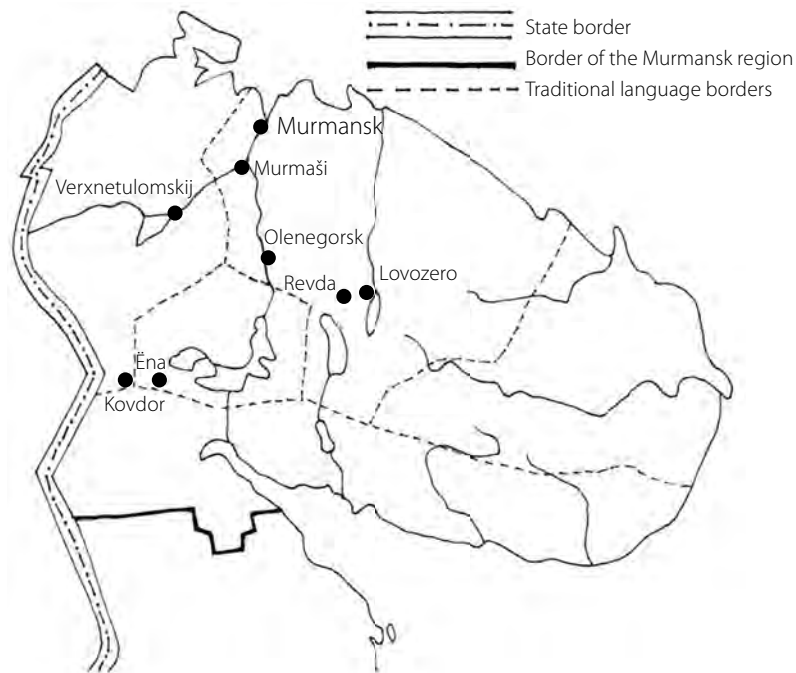 State border
Border of the Murmansk region
Traditional language borders
Murmansk
Murmaši
Verxnetulomskij
Olenegorsk
Revda
Lovozero
Ëna
Kovdor